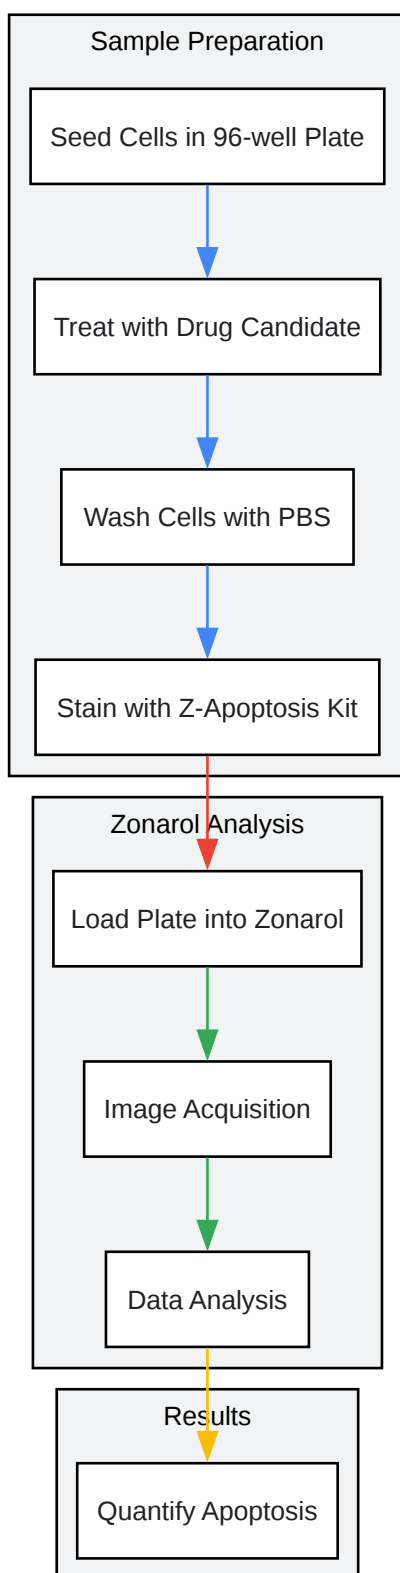 Sample Preparation
Seed Cells in 96-well Plate
Treat with Drug Candidate
Wash Cells with PBS
Stain with Z-Apoptosis Kit
Zonarol Analysis
Load Plate into Zonarol
Image Acquisition
Data Analysis
Results
Quantify Apoptosis